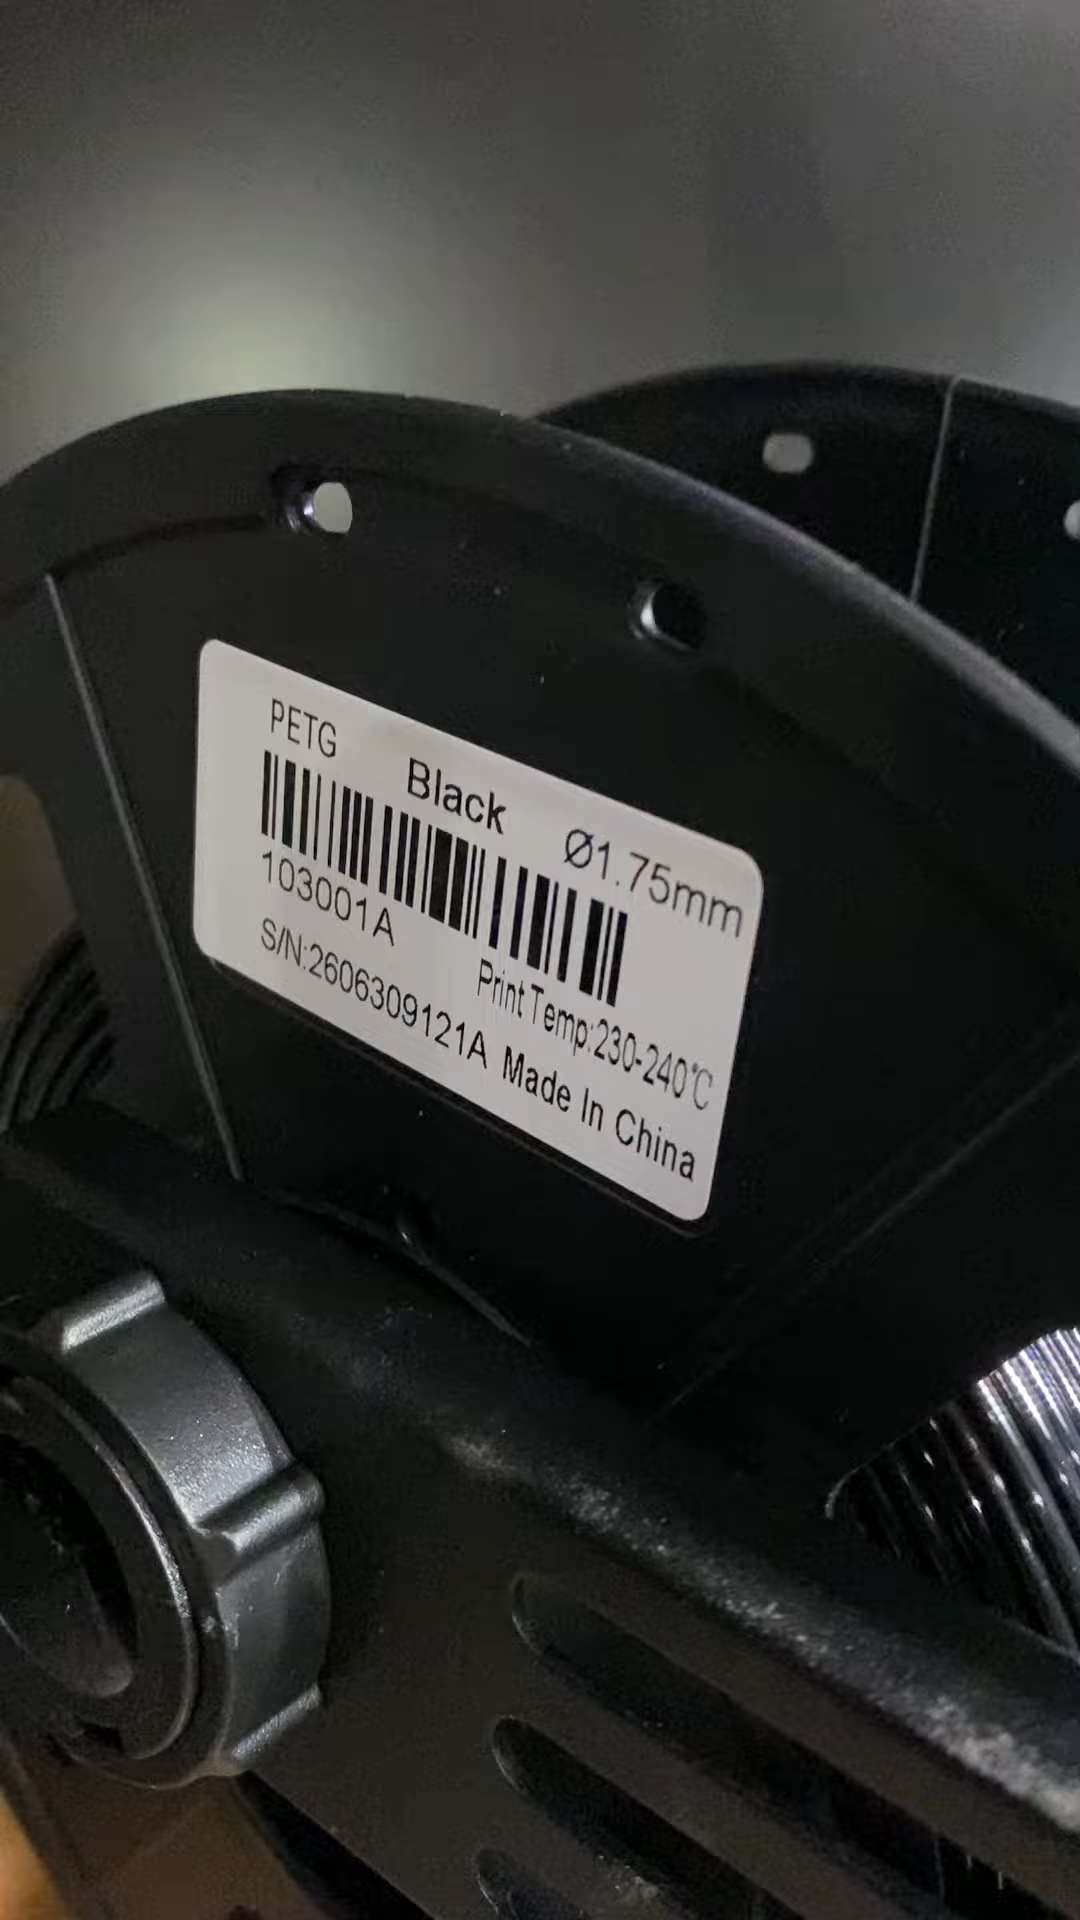 PETG Black Ø1.75mm
103001A Print Temp:230-240℃
S/N:2606309121A Made In China